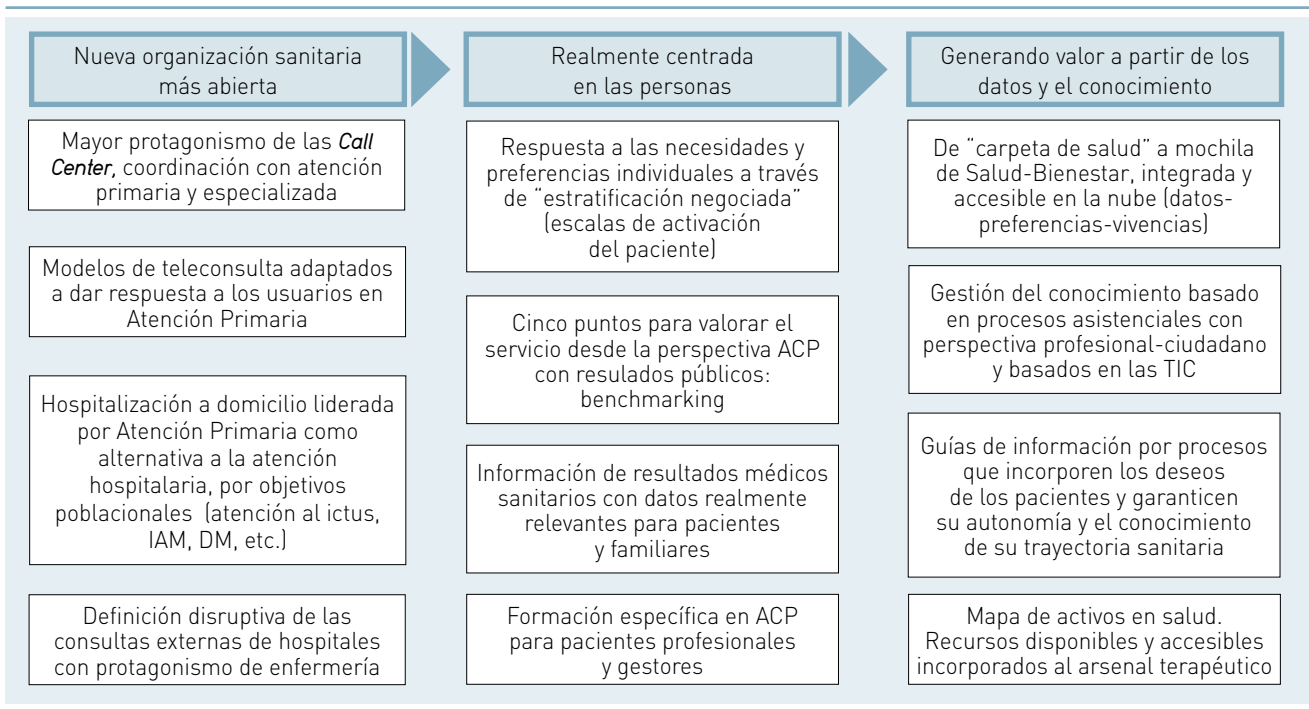 Nueva organización sanitaria
más abierta
Mayor protagonismo de las Call
Center, coordinación con atención
primaria y especializada
Modelos de teleconsulta adaptados
a dar respuesta a los usuarios en
Atención Primaria
Hospitalización a domicilio liderada
por Atención Primaria como
alternativa a la atención
hospitalaria, por objetivos
poblacionales (atención al ictus,
IAM, DM, etc.)
Definición disruptiva de las
consultas externas de hospitales
con protagonismo de enfermería
Realmente centrada
en las personas
Respuesta a las necesidades y
preferencias individuales a través
de “estratificación negociada”
(escalas de activación
del paciente)
Cinco puntos para valorar el
servicio desde la perspectiva ACP
con resulados públicos:
benchmarking
Información de resultados médicos
sanitarios con datos realmente
relevantes para pacientes
y familiares
Formación específica en ACP
para pacientes profesionales
y gestores
Generando valor a partir de los
datos y el conocimiento
De “carpeta de salud” a mochila
de Salud-Bienestar, integrada y
accesible en la nube (datos-
preferencias-vivencias)
Gestión del conocimiento basado
en procesos asistenciales con
perspectiva profesional-ciudadano
y basados en las TIC
Guías de información por procesos
que incorporen los deseos
de los pacientes y garanticen
su autonomía y el conocimiento
de su trayectoria sanitaria
Mapa de activos en salud.
Recursos disponibles y accesibles
incorporados al arsenal terapéutico